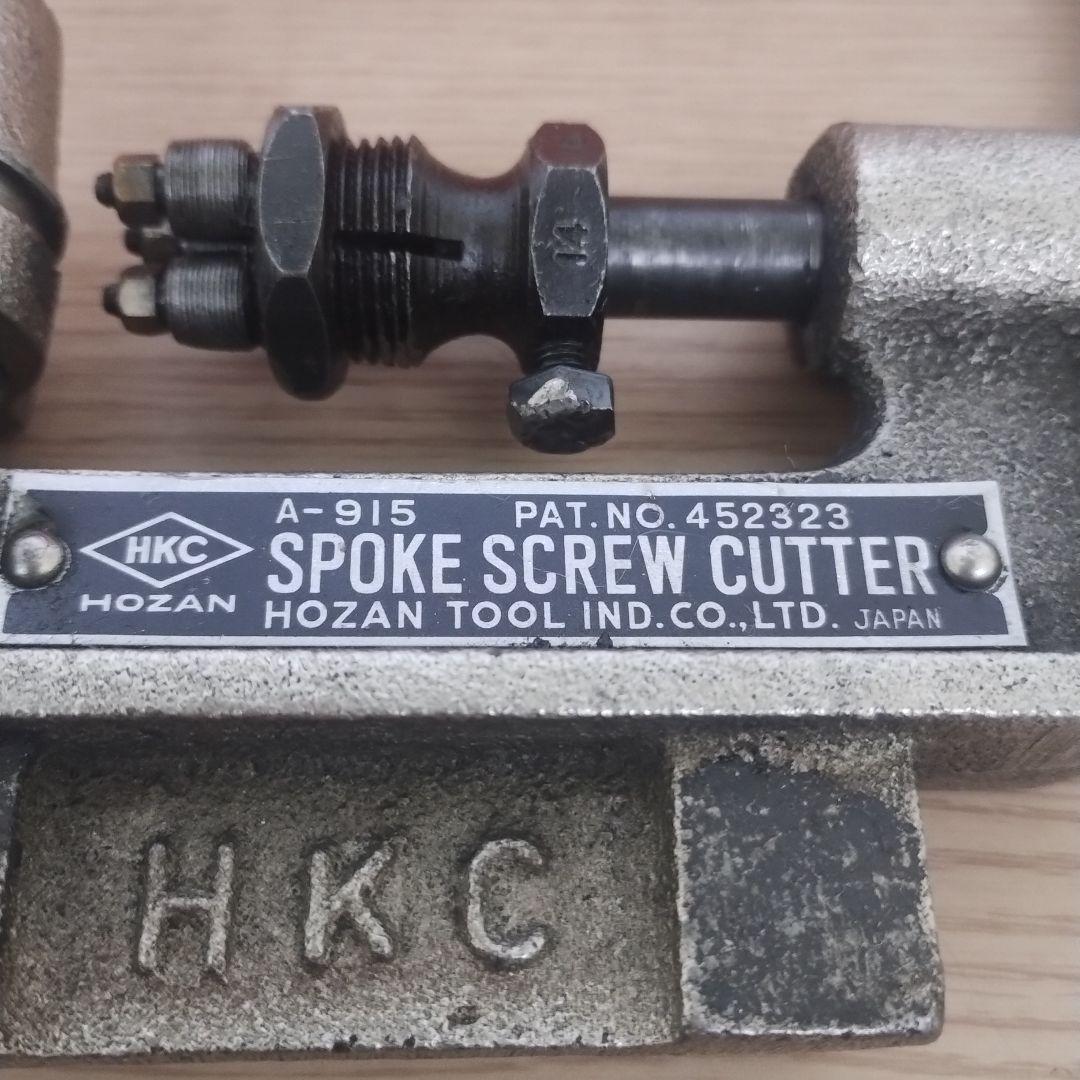 14
A-915 PAT.NO.452323
HKC SPOKE SCREW CUTTER
HOZAN HOZAN TOOL IND.CO.,LTD. JAPAN
HKC